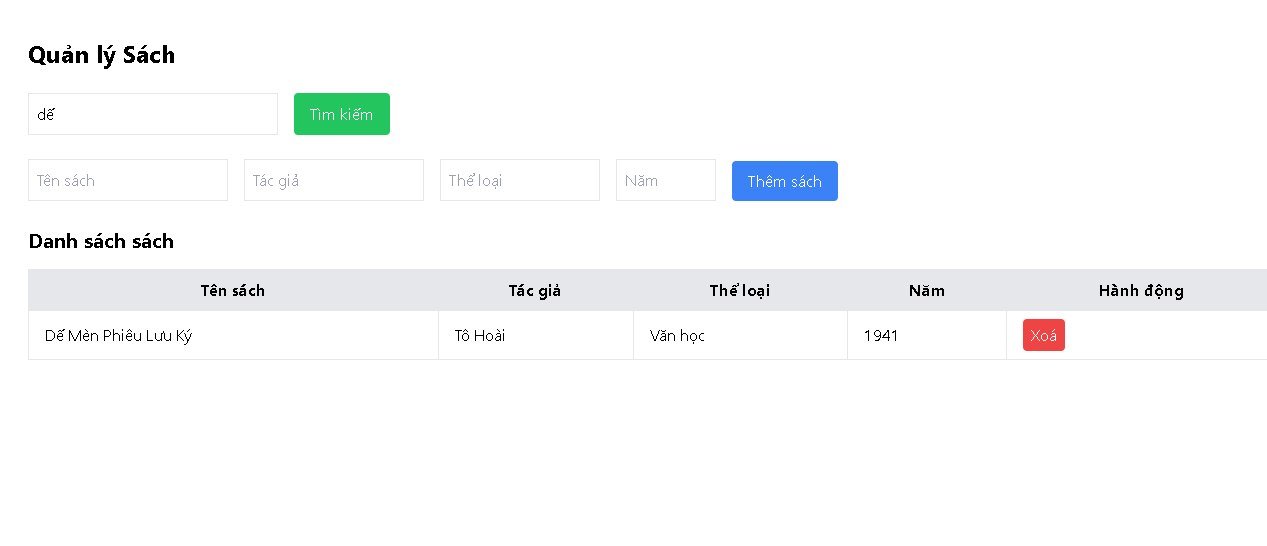 Quản lý Sách
dế Tìm kiếm
Tên sách Tác giả Thể loại Năm Thêm sách
Danh sách sách
Tên sách Tác giả Thể loại Năm Hành động
Dế Mèn Phiêu Lưu Ký Tô Hoài Văn học 1941 Xoá